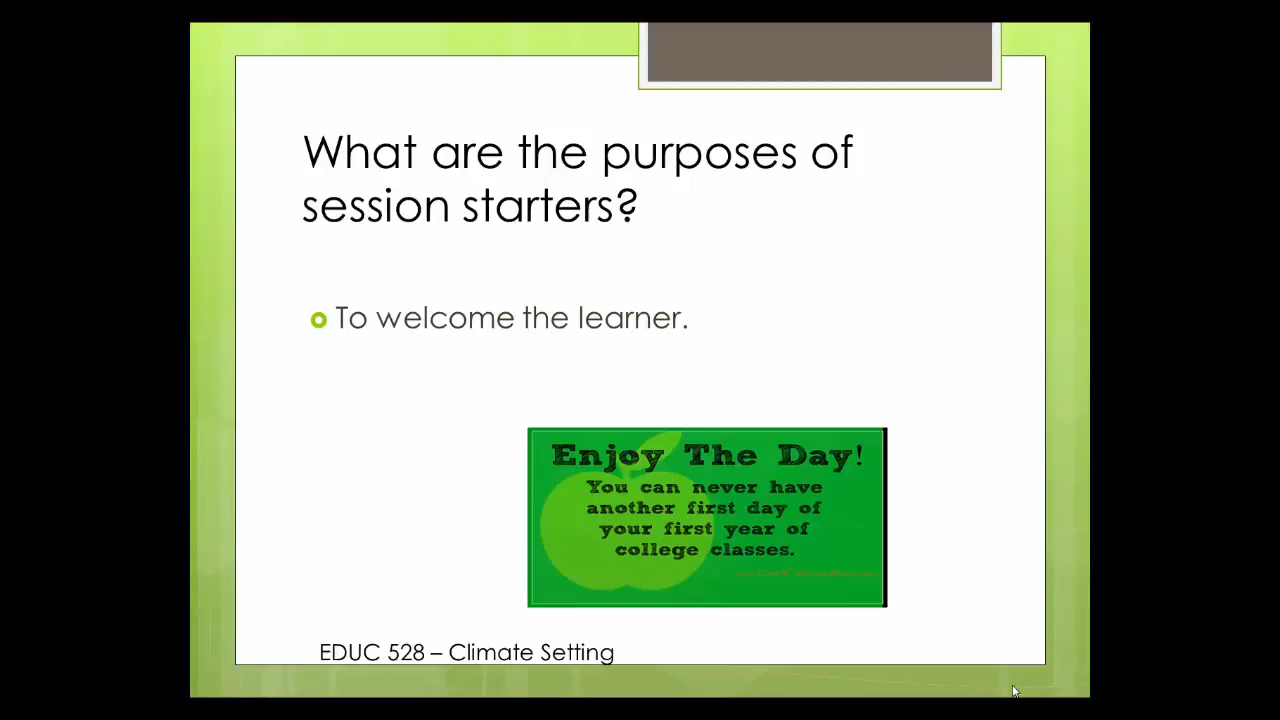 What are the purposes of
session starters?
To welcome the learner.
Enjoy The Day!
You can never have
another first day of
your first year of
college classes.
EDUC 528 – Climate Setting